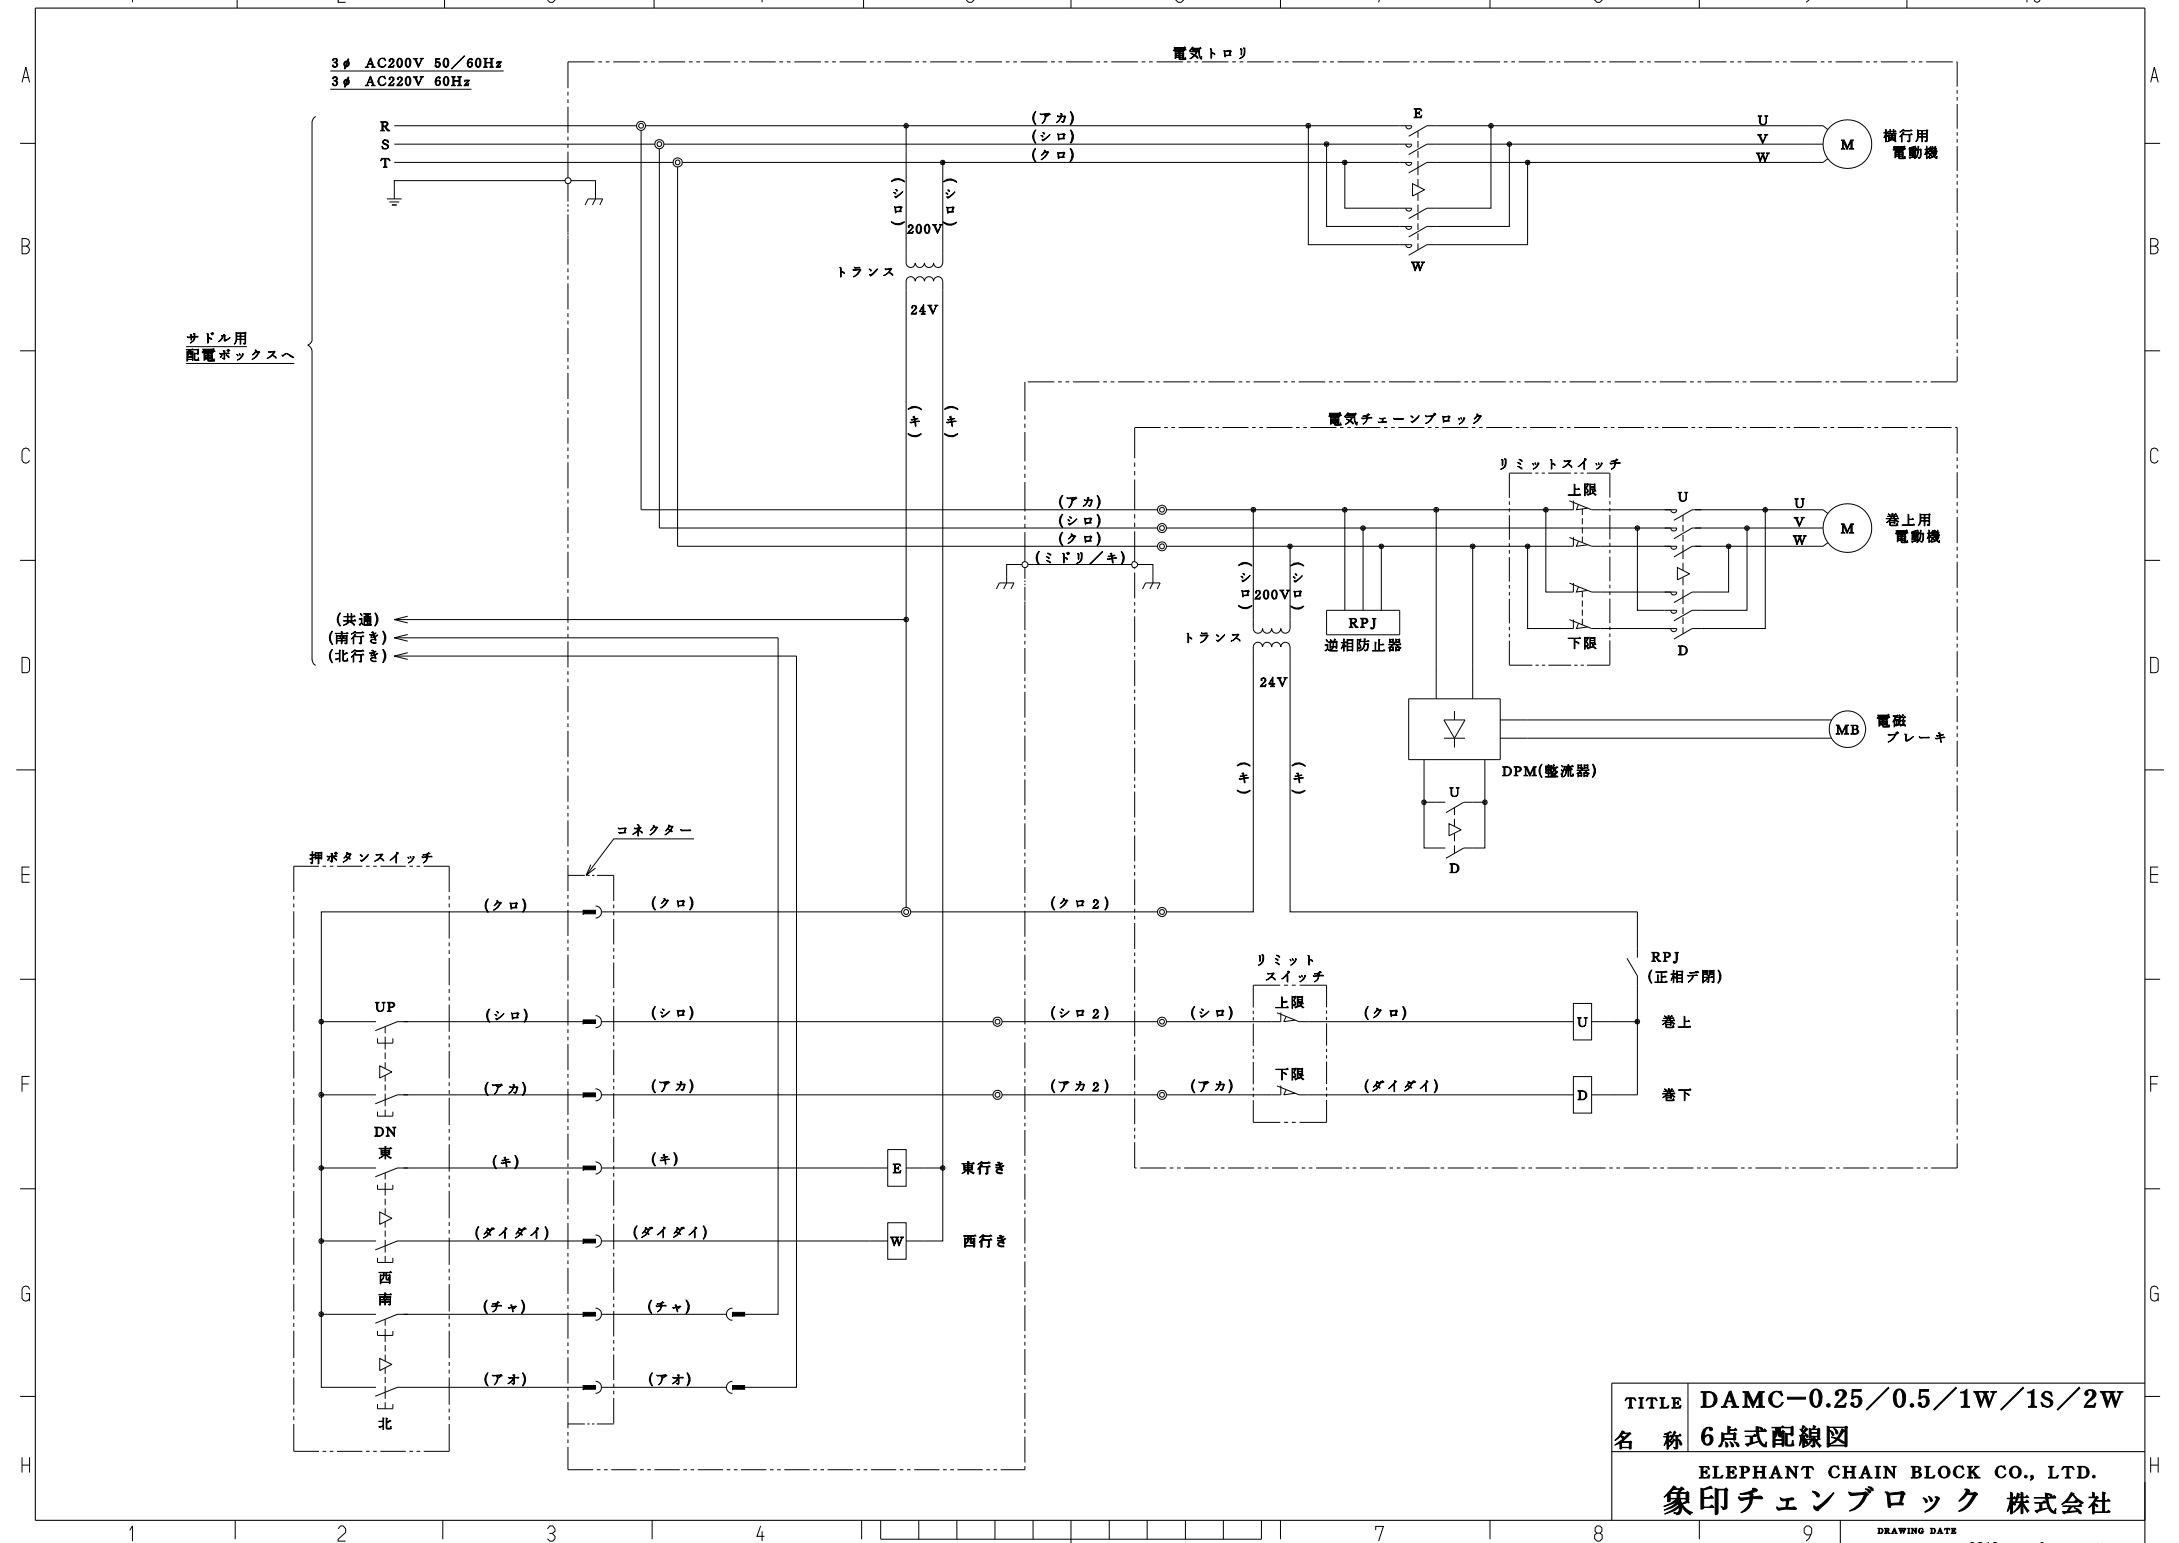 3φ AC200V 50／60Hz
3φ AC220V 60Hz
電気トロリ
A
A
R
S
T
(アカ)
(シロ)
(クロ)
E
U
V
W
M
横行用
電動機
(シロ)
(シロ)
200V
トランス
24V
W
B
B
サドル用
配電ボックスへ
(キ)
(キ)
電気チェーンブロック
C
C
リミットスイッチ
上限
U
(アカ)
(シロ)
(クロ)
(ミドリ／キ)
U
V
W
M
巻上用
電動機
(シロ)
(シロ)
200V
トランス
24V
RPJ
逆相防止器
下限
D
(共通)
(南行き)
(北行き)
D
D
MB
電磁
ブレーキ
DPM(整流器)
(キ)
(キ)
U
D
コネクター
押ボタンスイッチ
E
E
(クロ)
(クロ)
(クロ2)
RPJ
(正相デ閉)
リミット
スイッチ
上限
UP
(シロ)
(シロ)
(シロ2)
(シロ)
(クロ)
U
巻上
F
F
下限
(アカ)
(アカ)
(アカ2)
(アカ)
(ダイダイ)
D
巻下
DN
東
(キ)
(キ)
E
東行き
(ダイダイ)
(ダイダイ)
W
西行き
西
南
G
G
(チャ)
(チャ)
(アオ)
(アオ)
北
H
H
TITLE DAMC−0.25／0.5／1W／1S／2W
名 称 6点式配線図
ELEPHANT CHAIN BLOCK CO., LTD.
象印チェンブロック 株式会社
1 2 3 4 7 8 9
DRAWING DATE